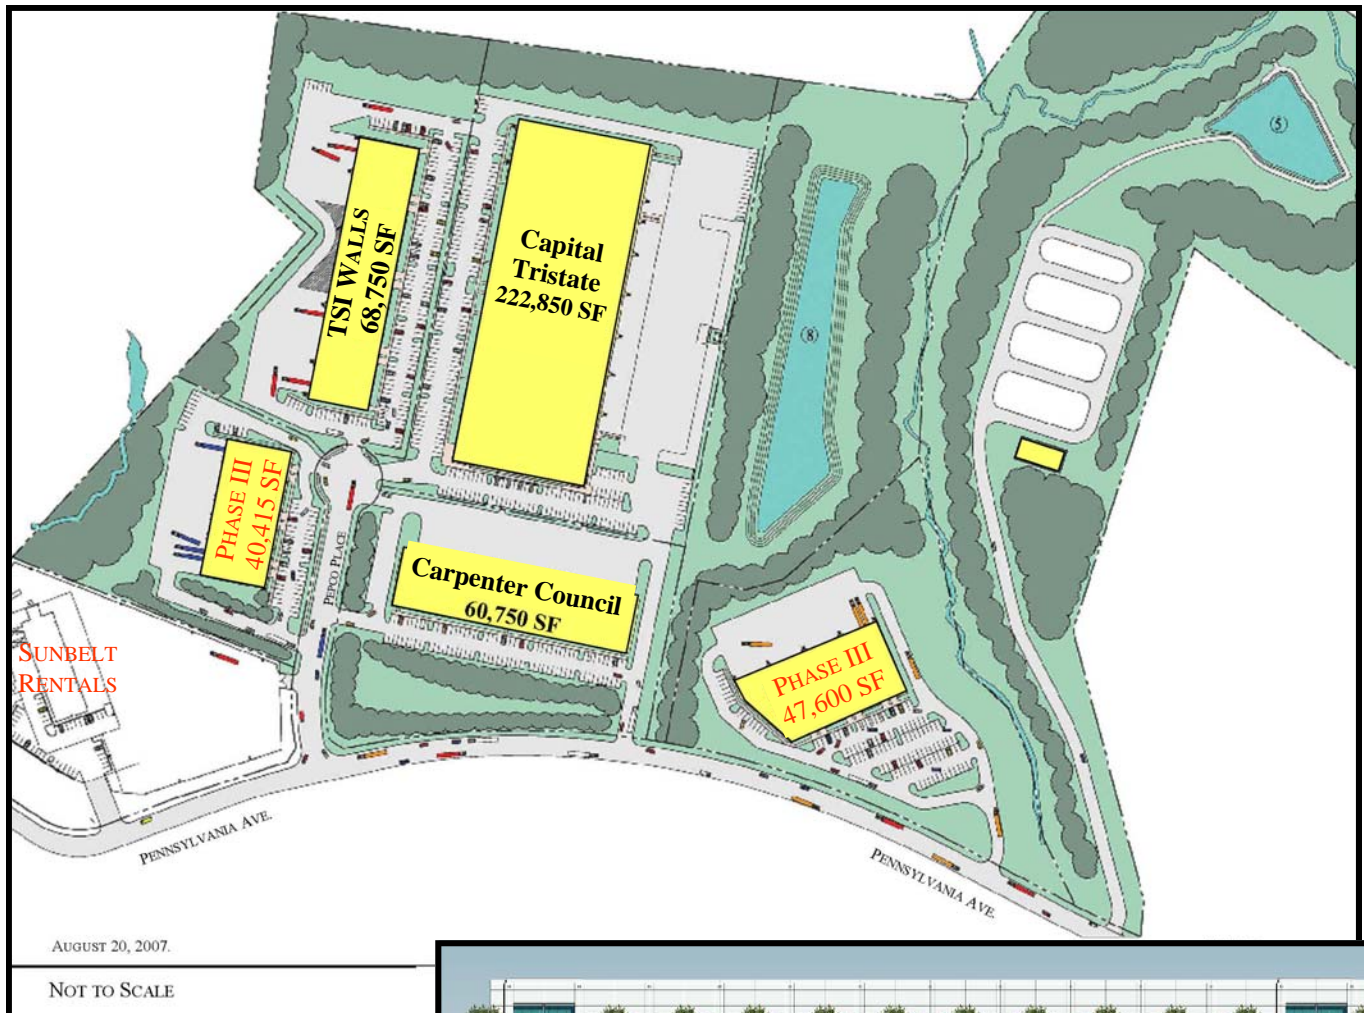 TSI WALLS
68,750 SF
Capital
Tristate
222,850 SF
5
8
PHASE III
40,415 SF
PEPCO PLACE
Carpenter Council
60,750 SF
SUNBELT
RENTALS
PHASE III
47,600 SF
PENNSYLVANIA AVE.
PENNSYLVANIA AVE.
AUGUST 20, 2007.
NOT TO SCALE